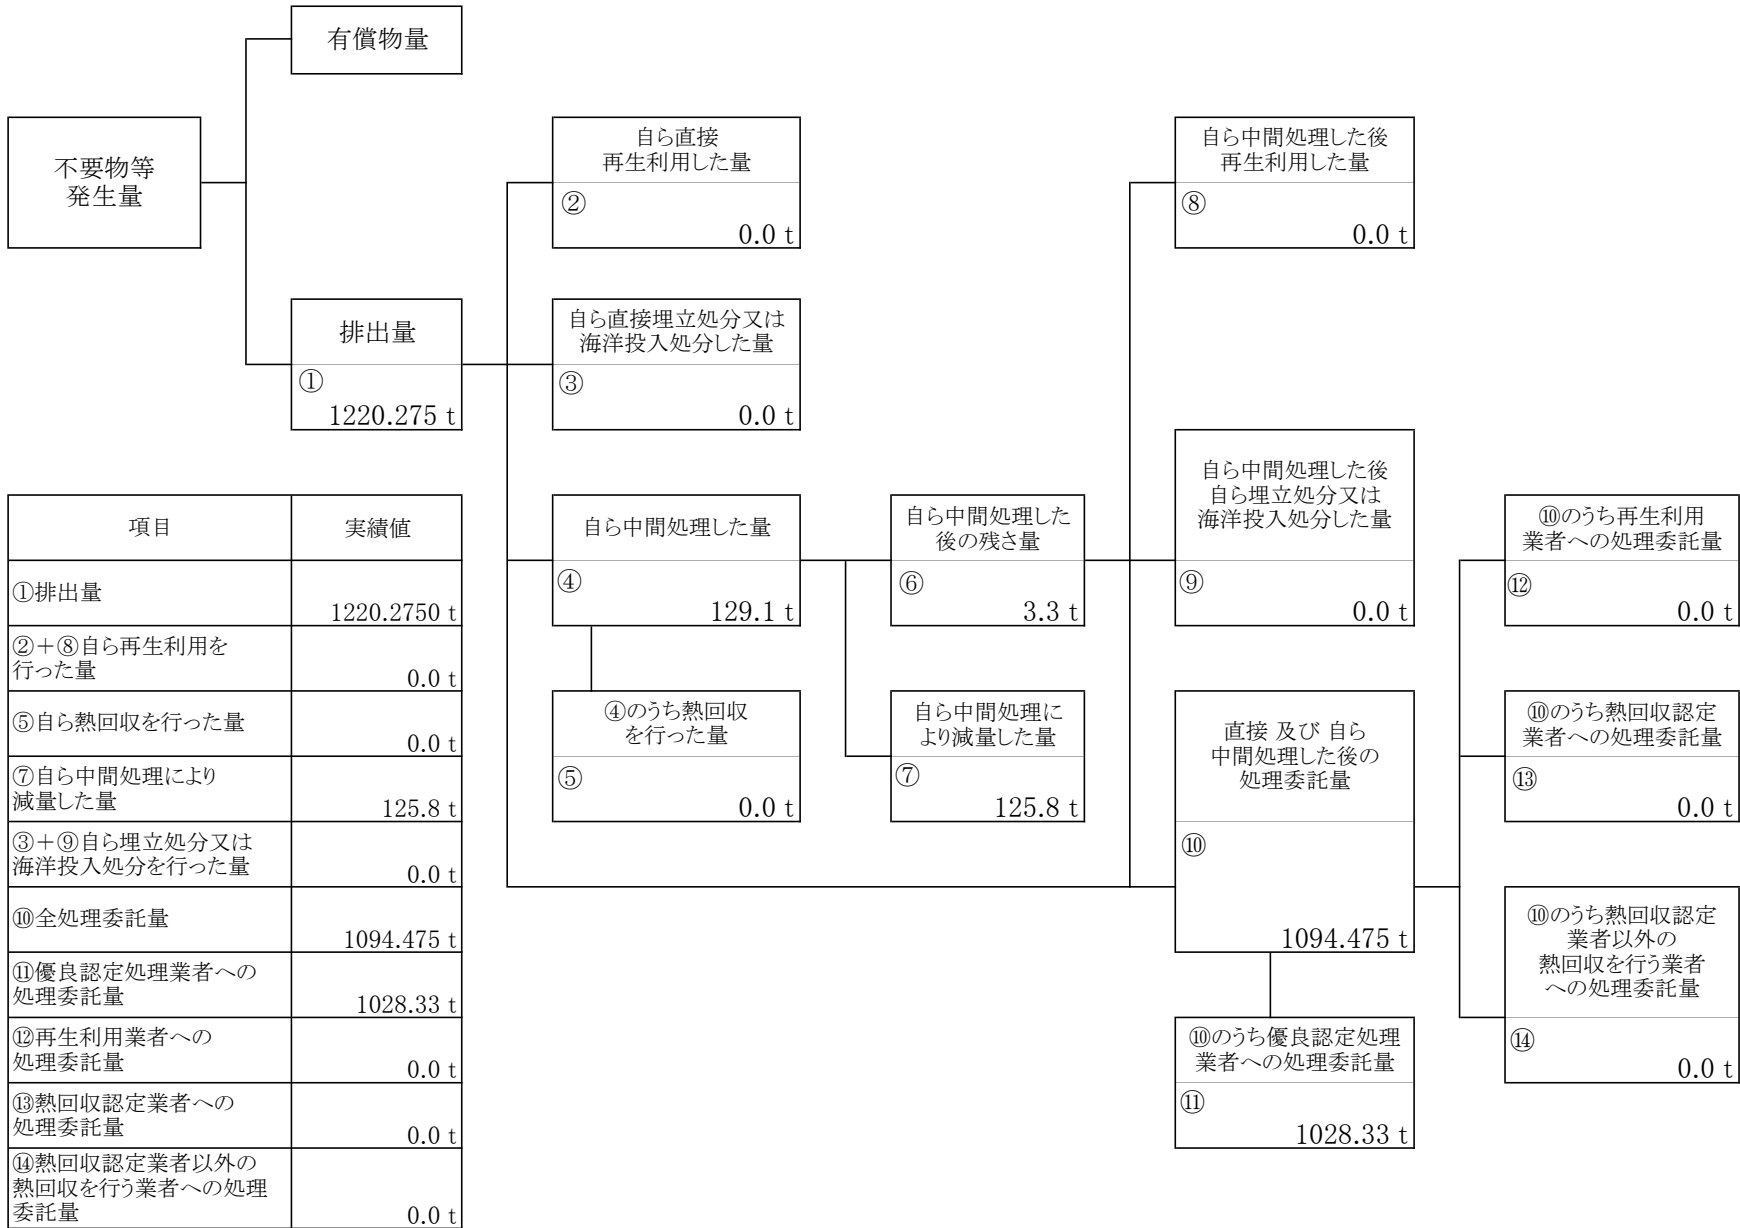 有償物量
不要物等
発生量
自ら直接
再生利用した量
②
0.0 t
自ら中間処理した後
再生利用した量
⑧
0.0 t
排出量
①
1220.275 t
自ら直接埋立処分又は
海洋投入処分した量
③
0.0 t
自ら中間処理した後
自ら埋立処分又は
海洋投入処分した量
⑨
0.0 t
自ら中間処理した量
④
129.1 t
自ら中間処理した
後の残さ量
⑥
3.3 t
⑩のうち再生利用
業者への処理委託量
⑫
0.0 t
④のうち熱回収
を行った量
⑤
0.0 t
自ら中間処理に
より減量した量
⑦
125.8 t
直接 及び 自ら
中間処理した後の
処理委託量
⑩
1094.475 t
⑩のうち熱回収認定
業者への処理委託量
⑬
0.0 t
⑩のうち熱回収認定
業者以外の
熱回収を行う業者
への処理委託量
⑭
0.0 t
⑩のうち優良認定処理
業者への処理委託量
⑪
1028.33 t
項目 実績値
①排出量
1220.2750 t
②+⑧自ら再生利用を
行った量
0.0 t
⑤自ら熱回収を行った量
0.0 t
⑦自ら中間処理により
減量した量
125.8 t
③+⑨自ら埋立処分又は
海洋投入処分を行った量
0.0 t
⑩全処理委託量
1094.475 t
⑪優良認定処理業者への
処理委託量
1028.33 t
⑫再生利用業者への
処理委託量
0.0 t
⑬熱回収認定業者への
処理委託量
0.0 t
⑭熱回収認定業者以外の
熱回収を行う業者への処理
委託量
0.0 t